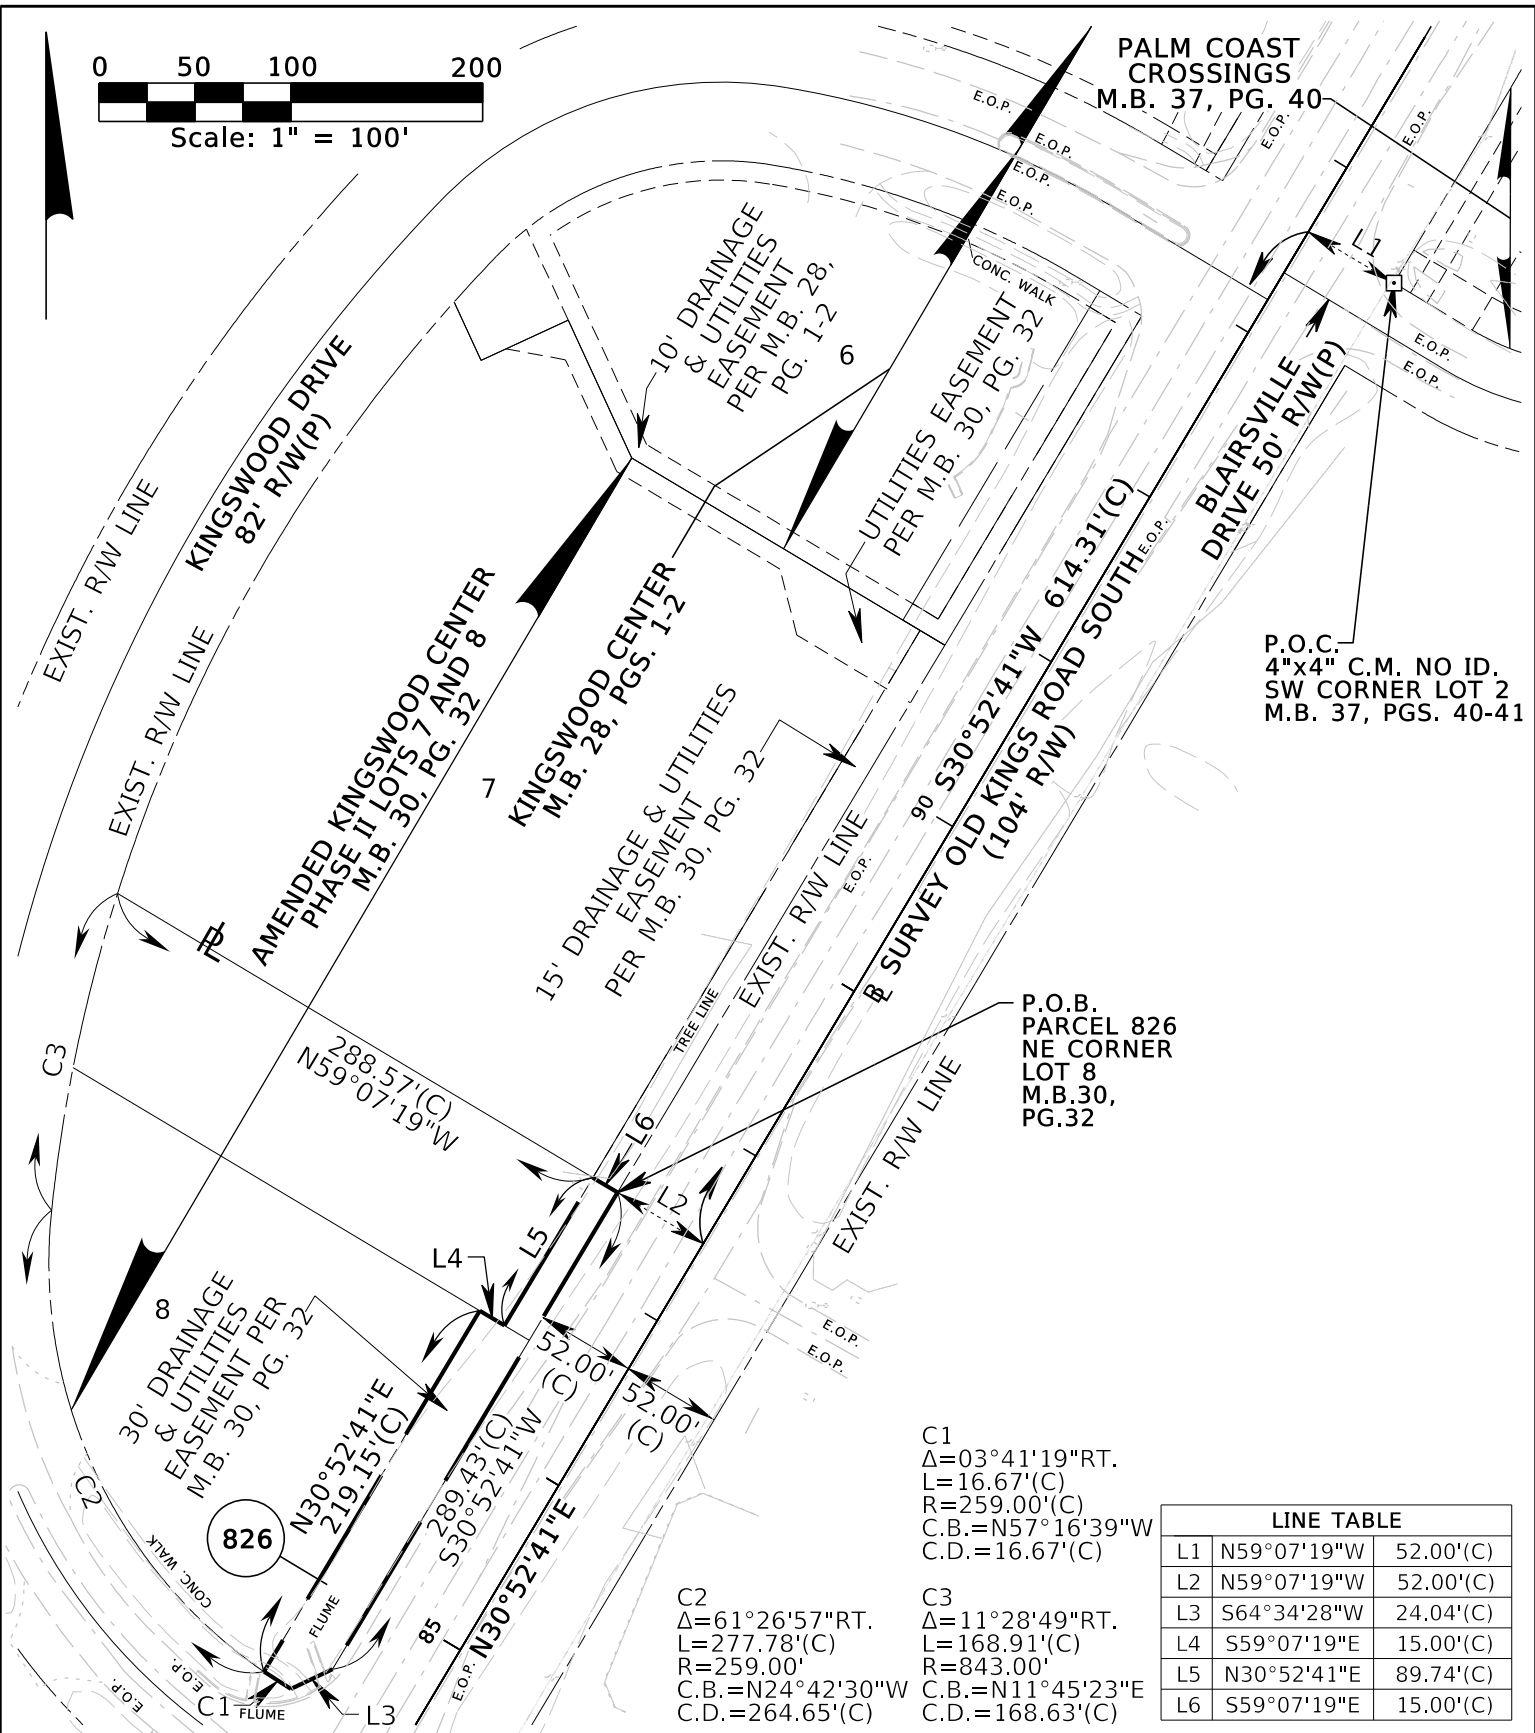 0 50 100 200
Scale: 1" = 100'
PALM COAST
CROSSINGS
M.B. 37, PG. 40
E.O.P.
E.O.P.
E.O.P.
E.O.P.
E.O.P.
E.O.P.
L1
CONC. WALK
10' DRAINAGE
& UTILITIES
EASEMENT
PER M.B. 28,
PG. 1-2
6
UTILITIES EASEMENT
PER M.B. 30, PG. 32
KINGSWOOD DRIVE
82' R/W(P)
EXIST. R/W LINE
EXIST. R/W LINE
BLAIRSVILLE
DRIVE 50' R/W(P)
E.O.P.
E.O.P.
P.O.C.
4"x4" C.M. NO ID.
SW CORNER LOT 2
M.B. 37, PGS. 40-41
AMENDED KINGSWOOD CENTER
PHASE II LOTS 7 AND 8
M.B. 30, PG. 32
7
KINGSWOOD CENTER
M.B. 28, PGS. 1-2
15' DRAINAGE & UTILITIES
EASEMENT
PER M.B. 30, PG. 32
90 S30°52'41"W 614.31'(C)
E.O.P.
BL SURVEY OLD KINGS ROAD SOUTH
(104' R/W)
EXIST. R/W LINE
E.O.P.
TREE LINE
PL
C3
288.57'(C)
N59°07'19"W
P.O.B.
PARCEL 826
NE CORNER
LOT 8
M.B.30,
PG.32
EXIST. R/W LINE
L6
L2
L5
L4
8
30' DRAINAGE
& UTILITIES
EASEMENT PER
M.B. 30, PG. 32
52.00'
(C)
52.00'
(C)
E.O.P.
E.O.P.
N30°52'41"E
219.15'(C)
289.43'(C)
S30°52'41"W
C2
826
CONC. WALK
FLUME
85 N30°52'41"E
E.O.P.
E.O.P.
E.O.P.
C1
FLUME
L3
C1
Δ=03°41'19"RT.
L=16.67'(C)
R=259.00'(C)
C.B.=N57°16'39"W
C.D.=16.67'(C)
C2
Δ=61°26'57"RT.
L=277.78'(C)
R=259.00'
C.B.=N24°42'30"W
C.D.=264.65'(C)
C3
Δ=11°28'49"RT.
L=168.91'(C)
R=843.00'
C.B.=N11°45'23"E
C.D.=168.63'(C)
LINE TABLE
L1 N59°07'19"W 52.00'(C)
L2 N59°07'19"W 52.00'(C)
L3 S64°34'28"W 24.04'(C)
L4 S59°07'19"E 15.00'(C)
L5 N30°52'41"E 89.74'(C)
L6 S59°07'19"E 15.00'(C)